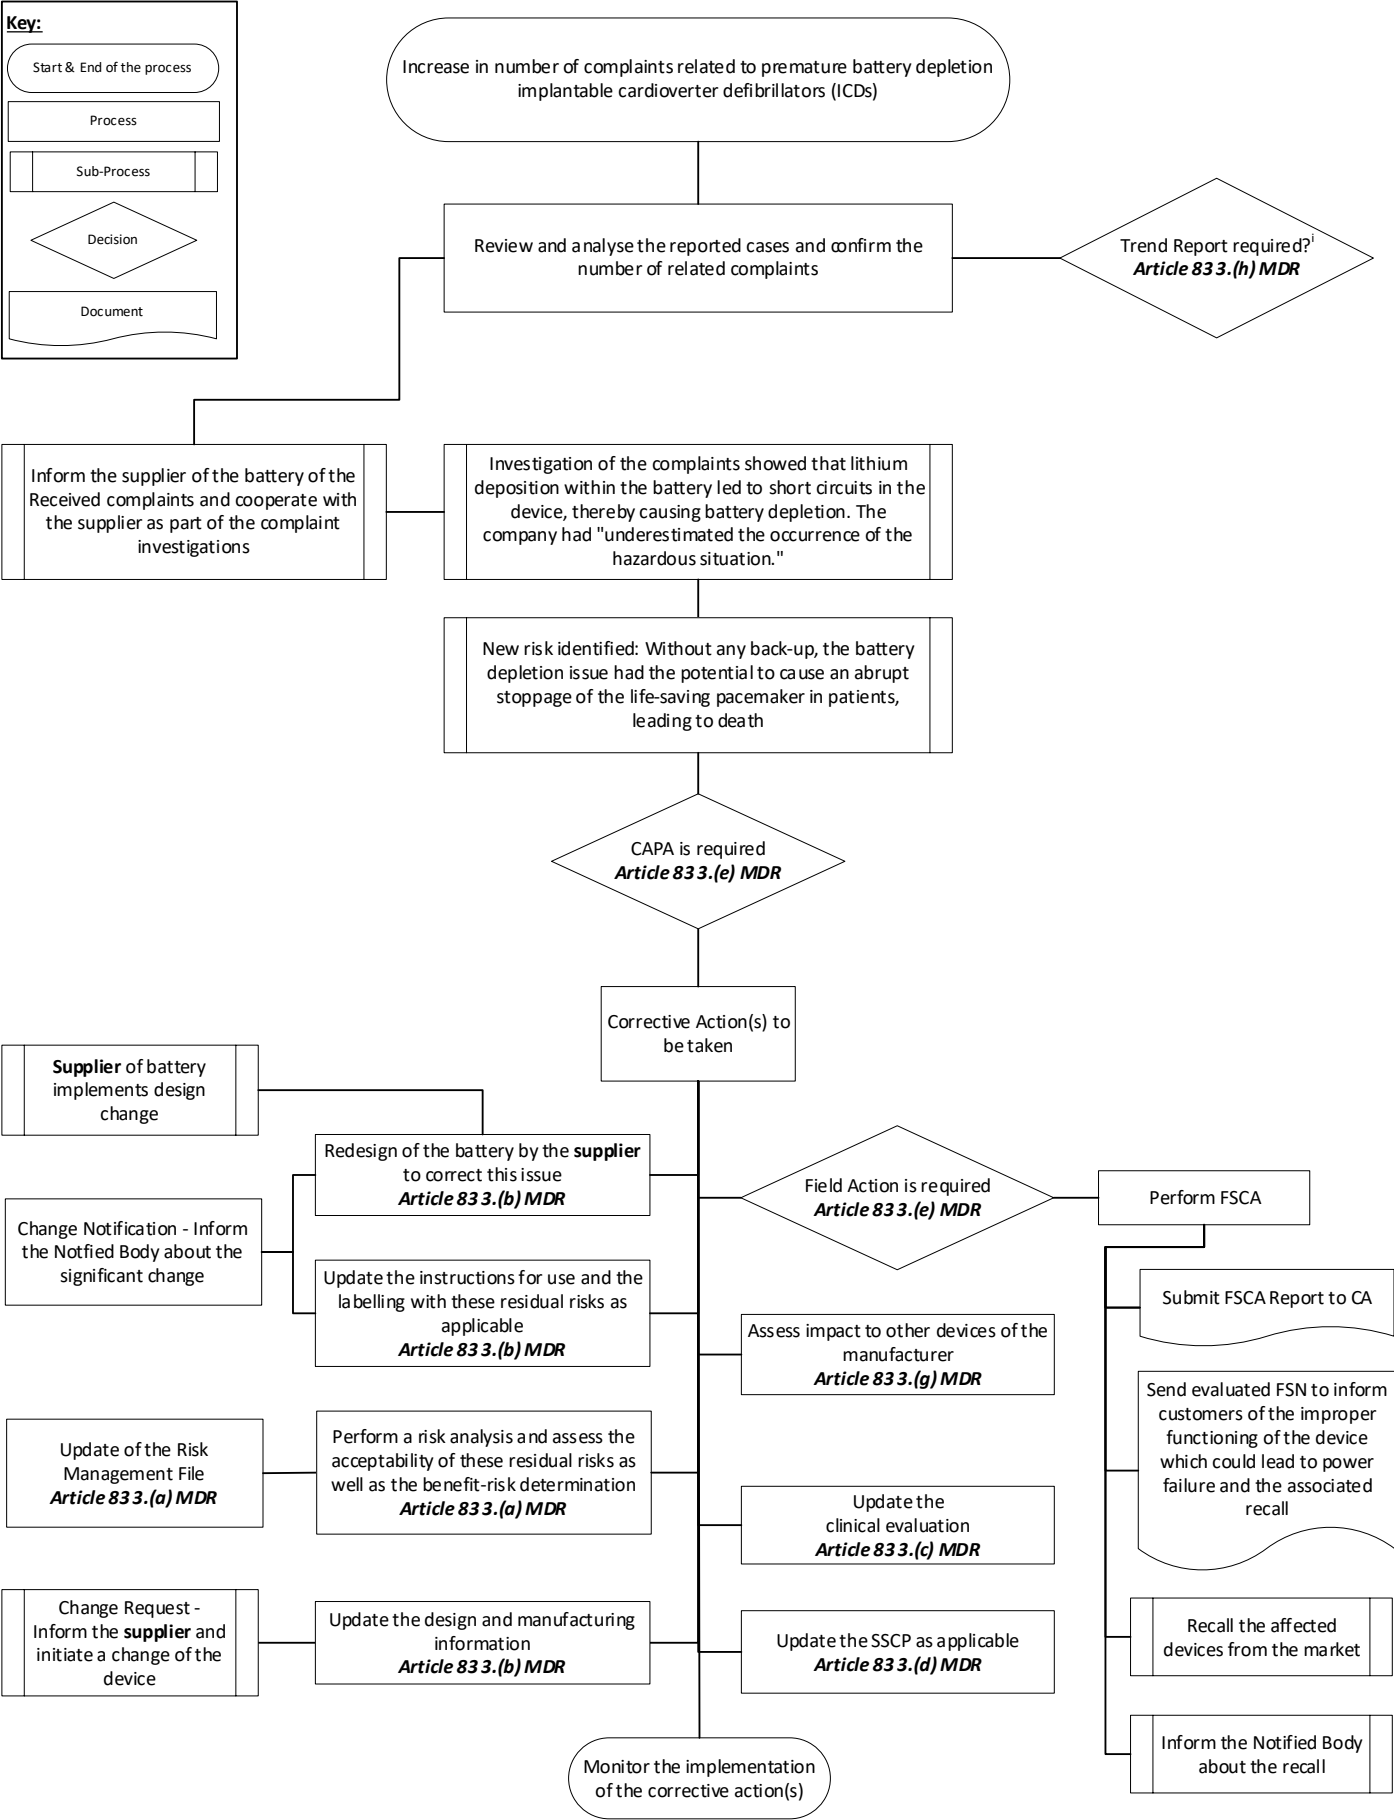 Key:
Start & End of the process
Process
Sub-Process
Decision
Document
Increase in number of complaints related to premature battery depletion
implantable cardioverter defibrillators (ICDs)
Review and analyse the reported cases and confirm the
number of related complaints
Trend Report required?i
Article 83 3.(h) MDR
Inform the supplier of the battery of the
Received complaints and cooperate with
the supplier as part of the complaint
investigations
Investigation of the complaints showed that lithium
deposition within the battery led to short circuits in the
device, thereby causing battery depletion. The
company had "underestimated the occurrence of the
hazardous situation."
New risk identified: Without any back-up, the battery
depletion issue had the potential to cause an abrupt
stoppage of the life-saving pacemaker in patients,
leading to death
CAPA is required
Article 83 3.(e) MDR
Corrective Action(s) to
be taken
Supplier of battery
implements design
change
Redesign of the battery by the supplier
to correct this issue
Article 83 3.(b) MDR
Change Notification - Inform
the Notfied Body about the
significant change
Update the instructions for use and the
labelling with these residual risks as
applicable
Article 83 3.(b) MDR
Field Action is required
Article 83 3.(e) MDR
Perform FSCA
Submit FSCA Report to CA
Assess impact to other devices of the
manufacturer
Article 83 3.(g) MDR
Send evaluated FSN to inform
customers of the improper
functioning of the device
which could lead to power
failure and the associated
recall
Update of the Risk
Management File
Article 83 3.(a) MDR
Perform a risk analysis and assess the
acceptability of these residual risks as
well as the benefit-risk determination
Article 83 3.(a) MDR
Update the
clinical evaluation
Article 83 3.(c) MDR
Change Request -
Inform the supplier and
initiate a change of the
device
Update the design and manufacturing
information
Article 83 3.(b) MDR
Update the SSCP as applicable
Article 83 3.(d) MDR
Recall the affected
devices from the market
Inform the Notified Body
about the recall
Monitor the implementation
of the corrective action(s)